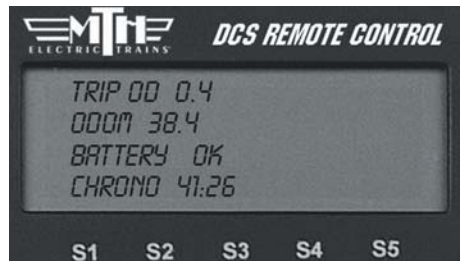 MTH
ELECTRIC TRAINS
DCS REMOTE CONTROL
TRIP OD 0.4
ODOM 38.4
BATTERY OK
CHRONO 41:26
S1 S2 S3 S4 S5